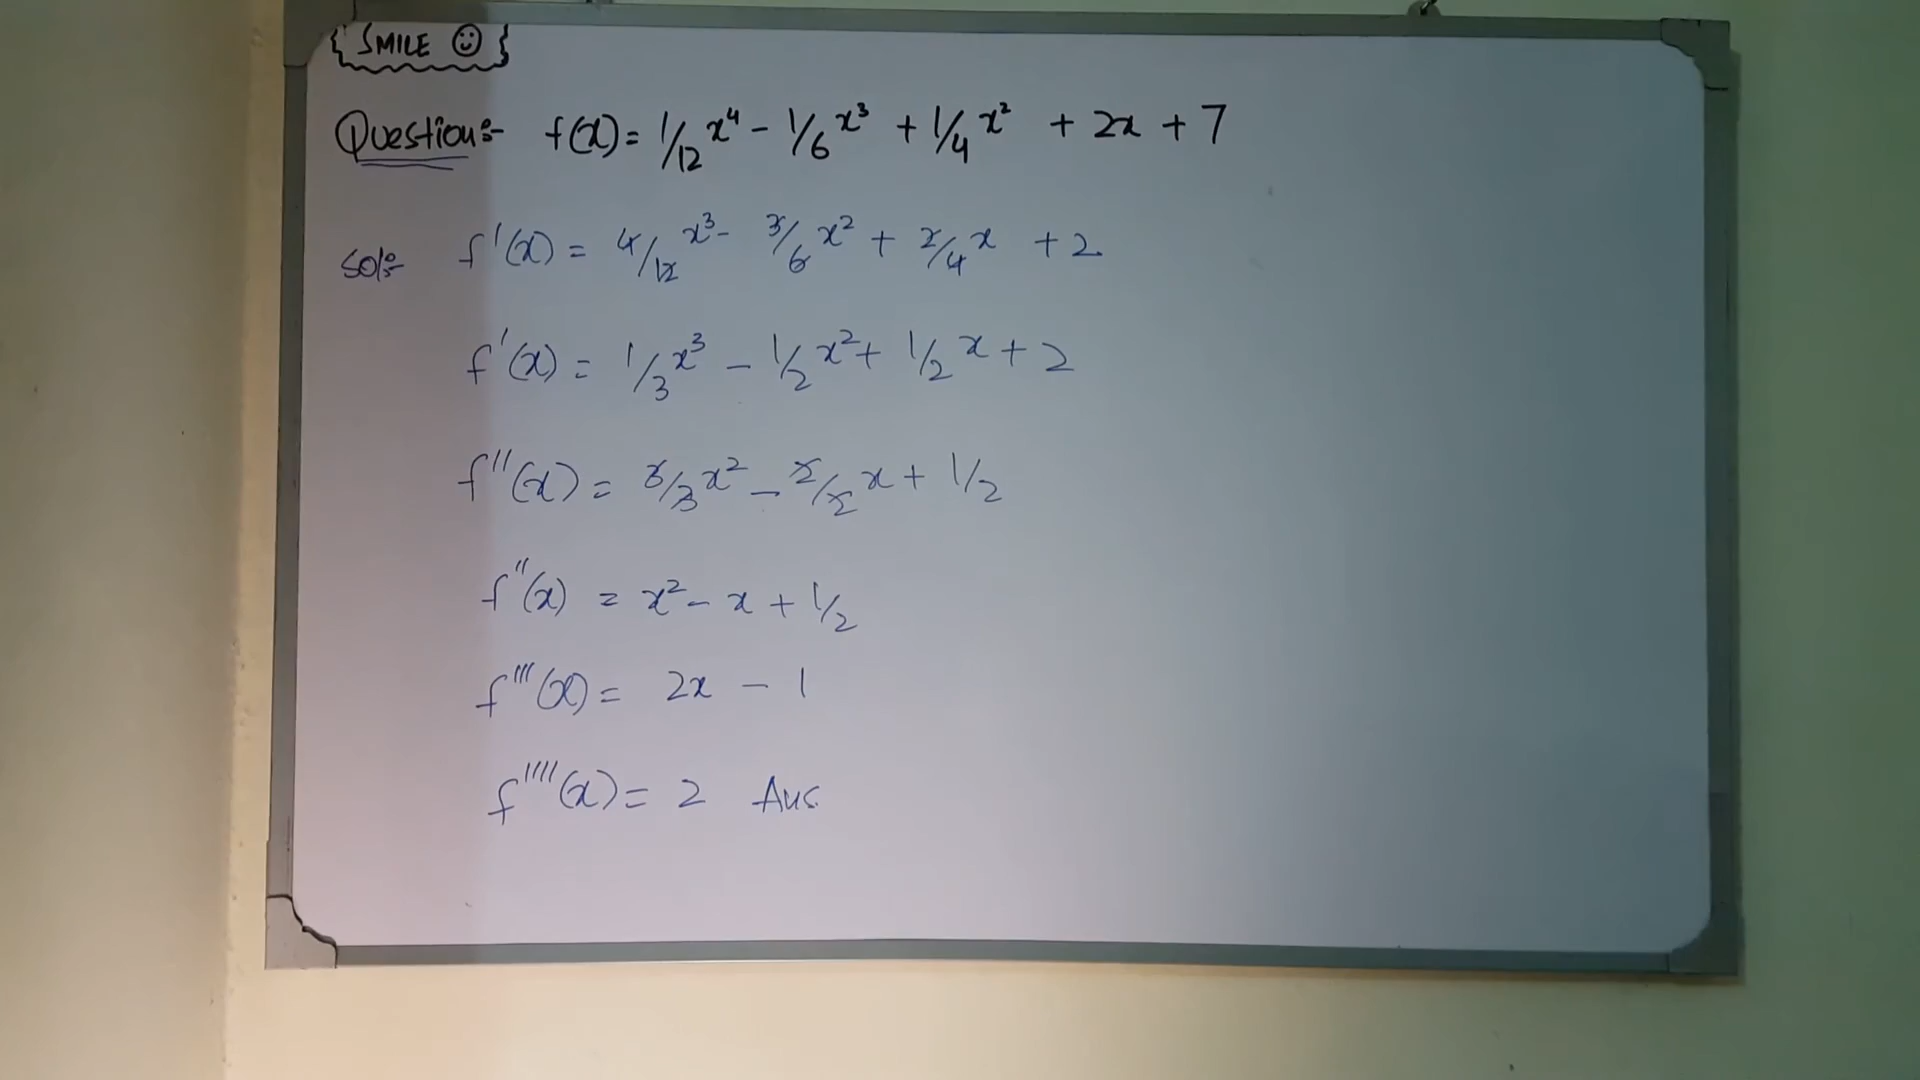 { SMILE ☺ }
Question:- f(x) = 1/12 x⁴ - 1/6 x³ + 1/4 x² + 2x + 7
Sol:- f'(x) = 4/12 x³ - 3/6 x² + 2/4 x + 2
f'(x) = 1/3 x³ - 1/2 x² + 1/2 x + 2
f''(x) = 3/3 x² - 2/2 x + 1/2
f''(x) = x² - x + 1/2
f'''(x) = 2x - 1
f''''(x) = 2 Ans